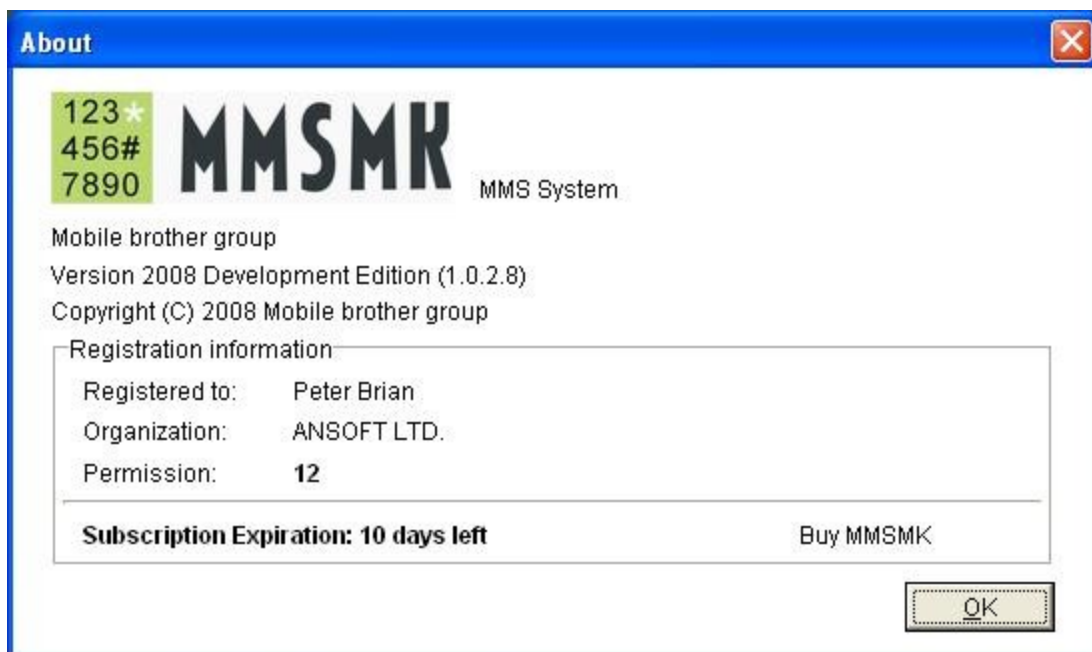 About
123*
456#
7890
MMSMK
MMS System
Mobile brother group
Version 2008 Development Edition (1.0.2.8)
Copyright (C) 2008 Mobile brother group
Registration information
Registered to: Peter Brian
Organization: ANSOFT LTD.
Permission: 12
Subscription Expiration: 10 days left Buy MMSMK
OK